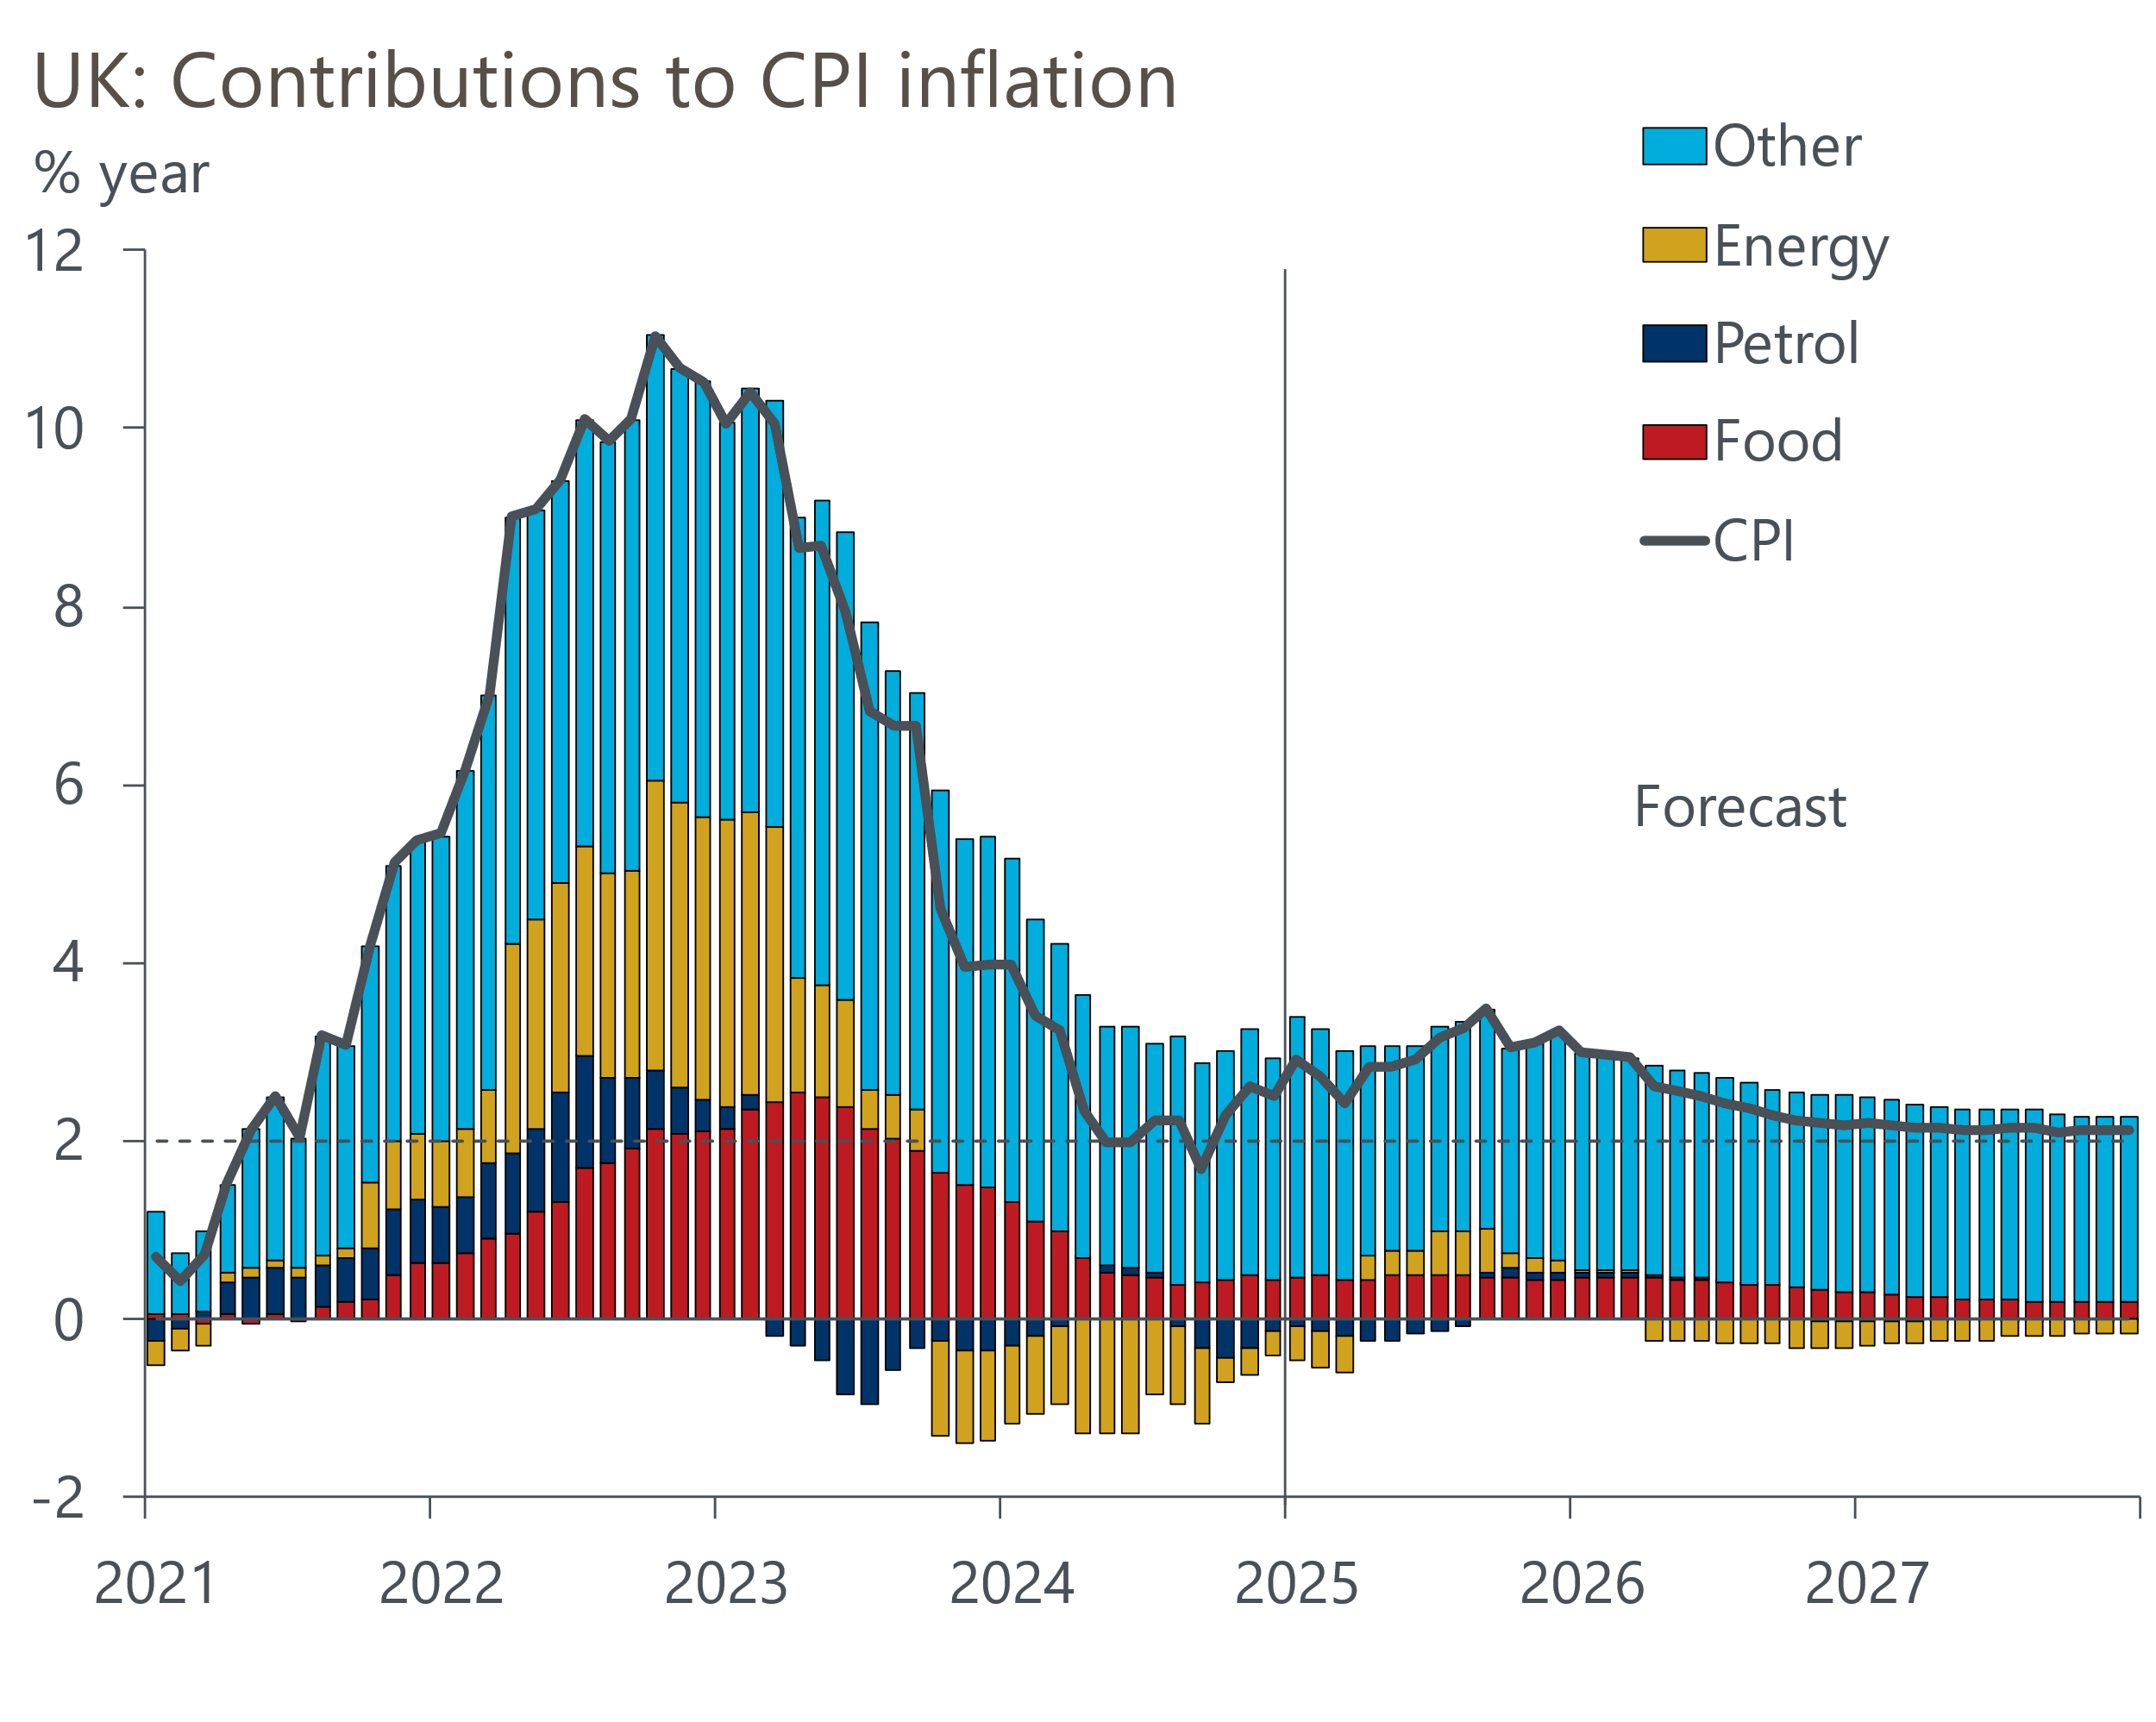 UK: Contributions to CPI inflation
% year
Other
Energy
Petrol
Food
CPI
Forecast
12
10
8
6
4
2
0
-2
2021 2022 2023 2024 2025 2026 2027